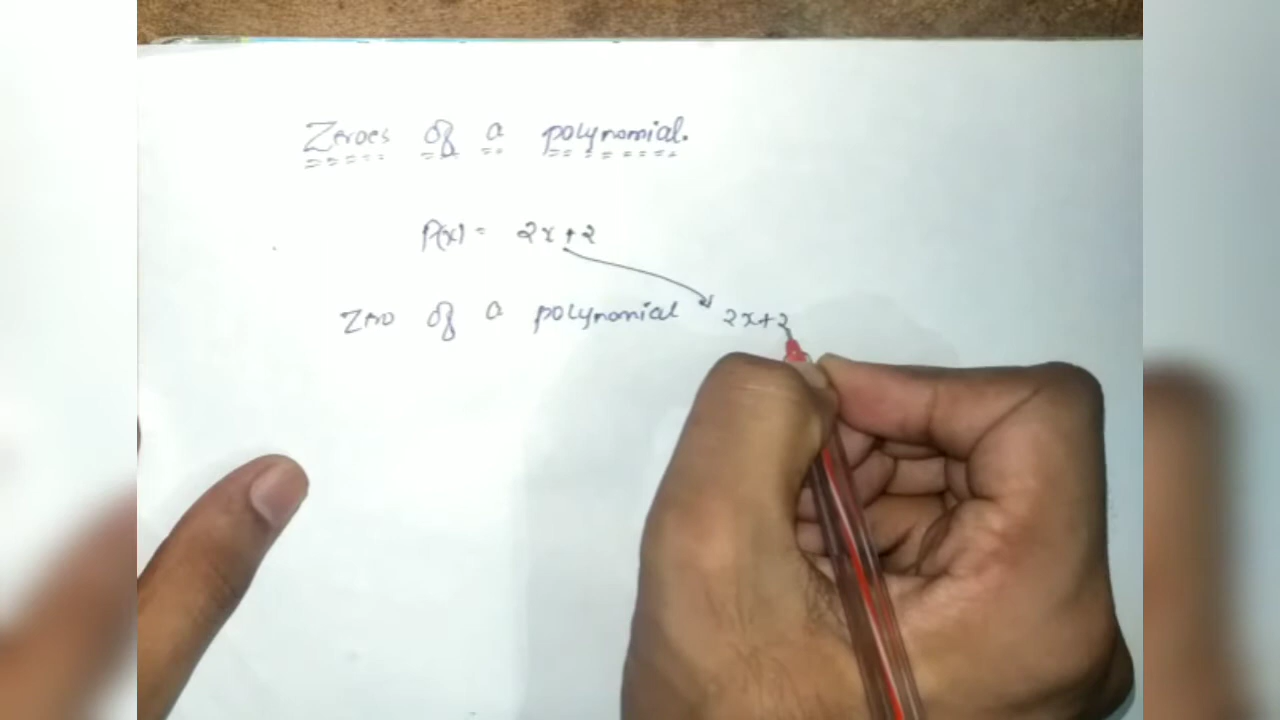 Zeroes of a polynomial.
P(x) = 2x+2
Zero of a polynomial 2x+2